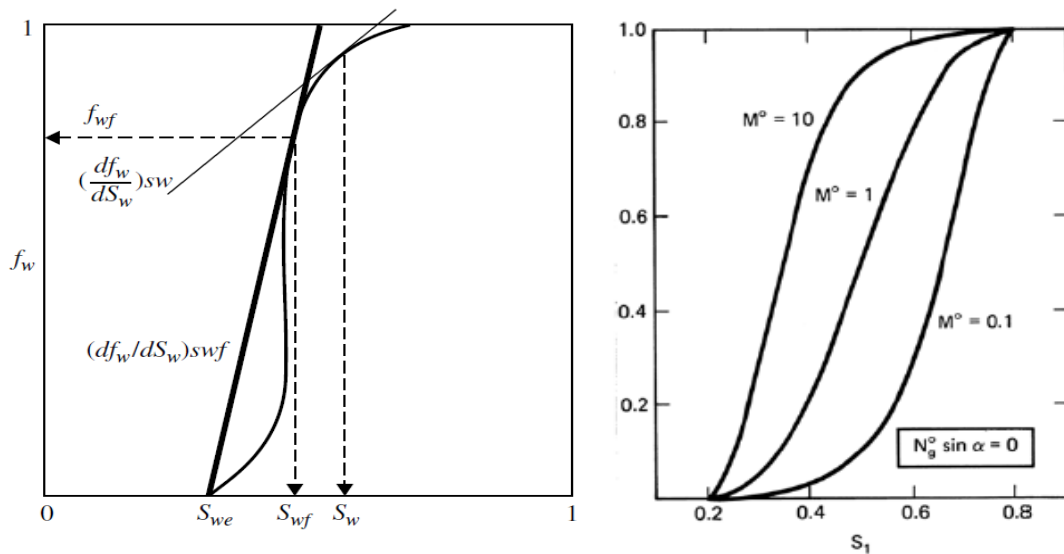 1
f_wf
(df_w/dS_w)sw
f_w
(df_w/dS_w)swf
0
S_we
S_wf
S_w
1
1.0
0.8
0.6
0.4
0.2
M° = 10
M° = 1
M° = 0.1
N°_g sin α = 0
0.2
0.4
0.6
0.8
S₁